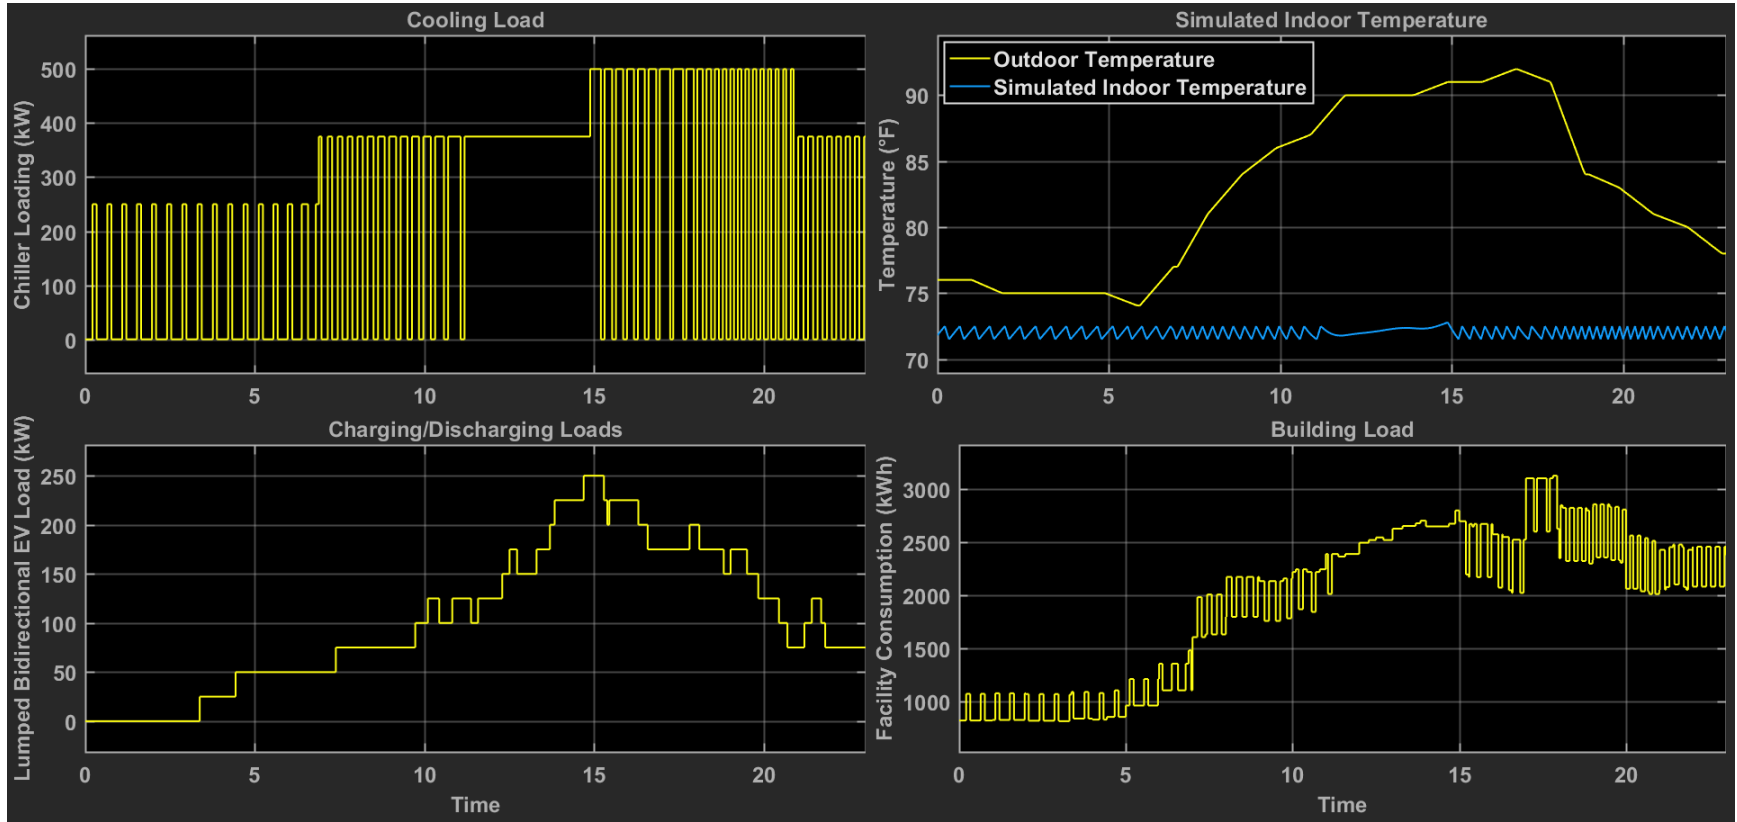 Cooling Load
Chiller Loading (kW)
500
400
300
200
100
0
0 5 10 15 20
Simulated Indoor Temperature
Outdoor Temperature
Simulated Indoor Temperature
Temperature (°F)
90
85
80
75
70
0 5 10 15 20
Charging/Discharging Loads
Lumped Bidirectional EV Load (kW)
250
200
150
100
50
0
0 5 10 15 20
Time
Building Load
Facility Consumption (kWh)
3000
2500
2000
1500
1000
0 5 10 15 20
Time